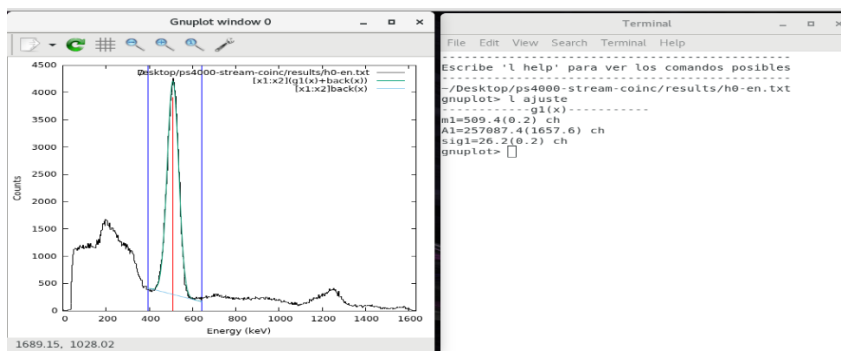 Gnuplot window 0
Desktop/ps4000-stream-coinc/results/h0-en.txt
[x1:x2](g1(x)+back(x))
[x1:x2]back(x)
4500
4000
3500
3000
2500
2000
1500
1000
500
0
Counts
0 200 400 600 800 1000 1200 1400 1600
Energy (keV)
1689.15, 1028.02
Terminal
File Edit View Search Terminal Help
----------------------------------------
Escribe 'l help' para ver los comandos posibles
----------------------------------------
~/Desktop/ps4000-stream-coinc/results/h0-en.txt
gnuplot> l ajuste
-----------g1(x)-----------
m1=509.4(0.2) ch
A1=257087.4(1657.6) ch
sig1=26.2(0.2) ch
gnuplot>